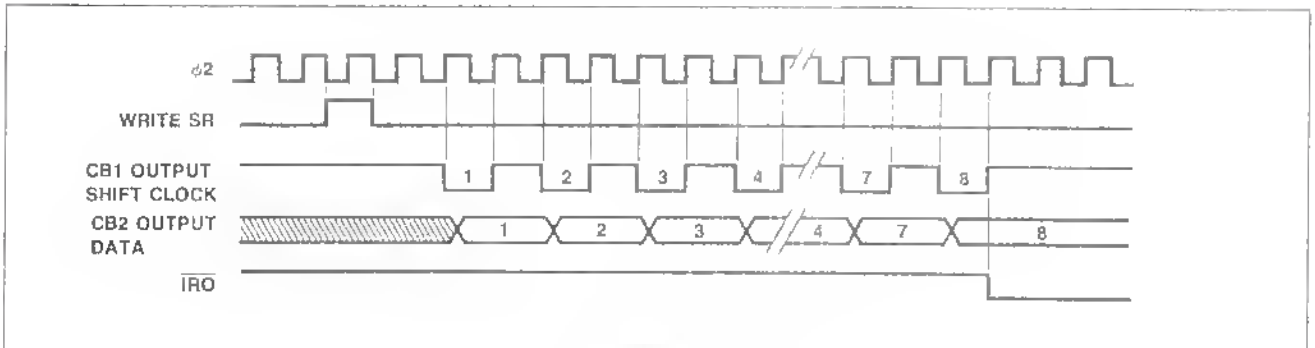 ϕ2
WRITE SR
CB1 OUTPUT
SHIFT CLOCK
1 2 3 4 7 8
CB2 OUTPUT
DATA
1 2 3 4 7 8
IRQ